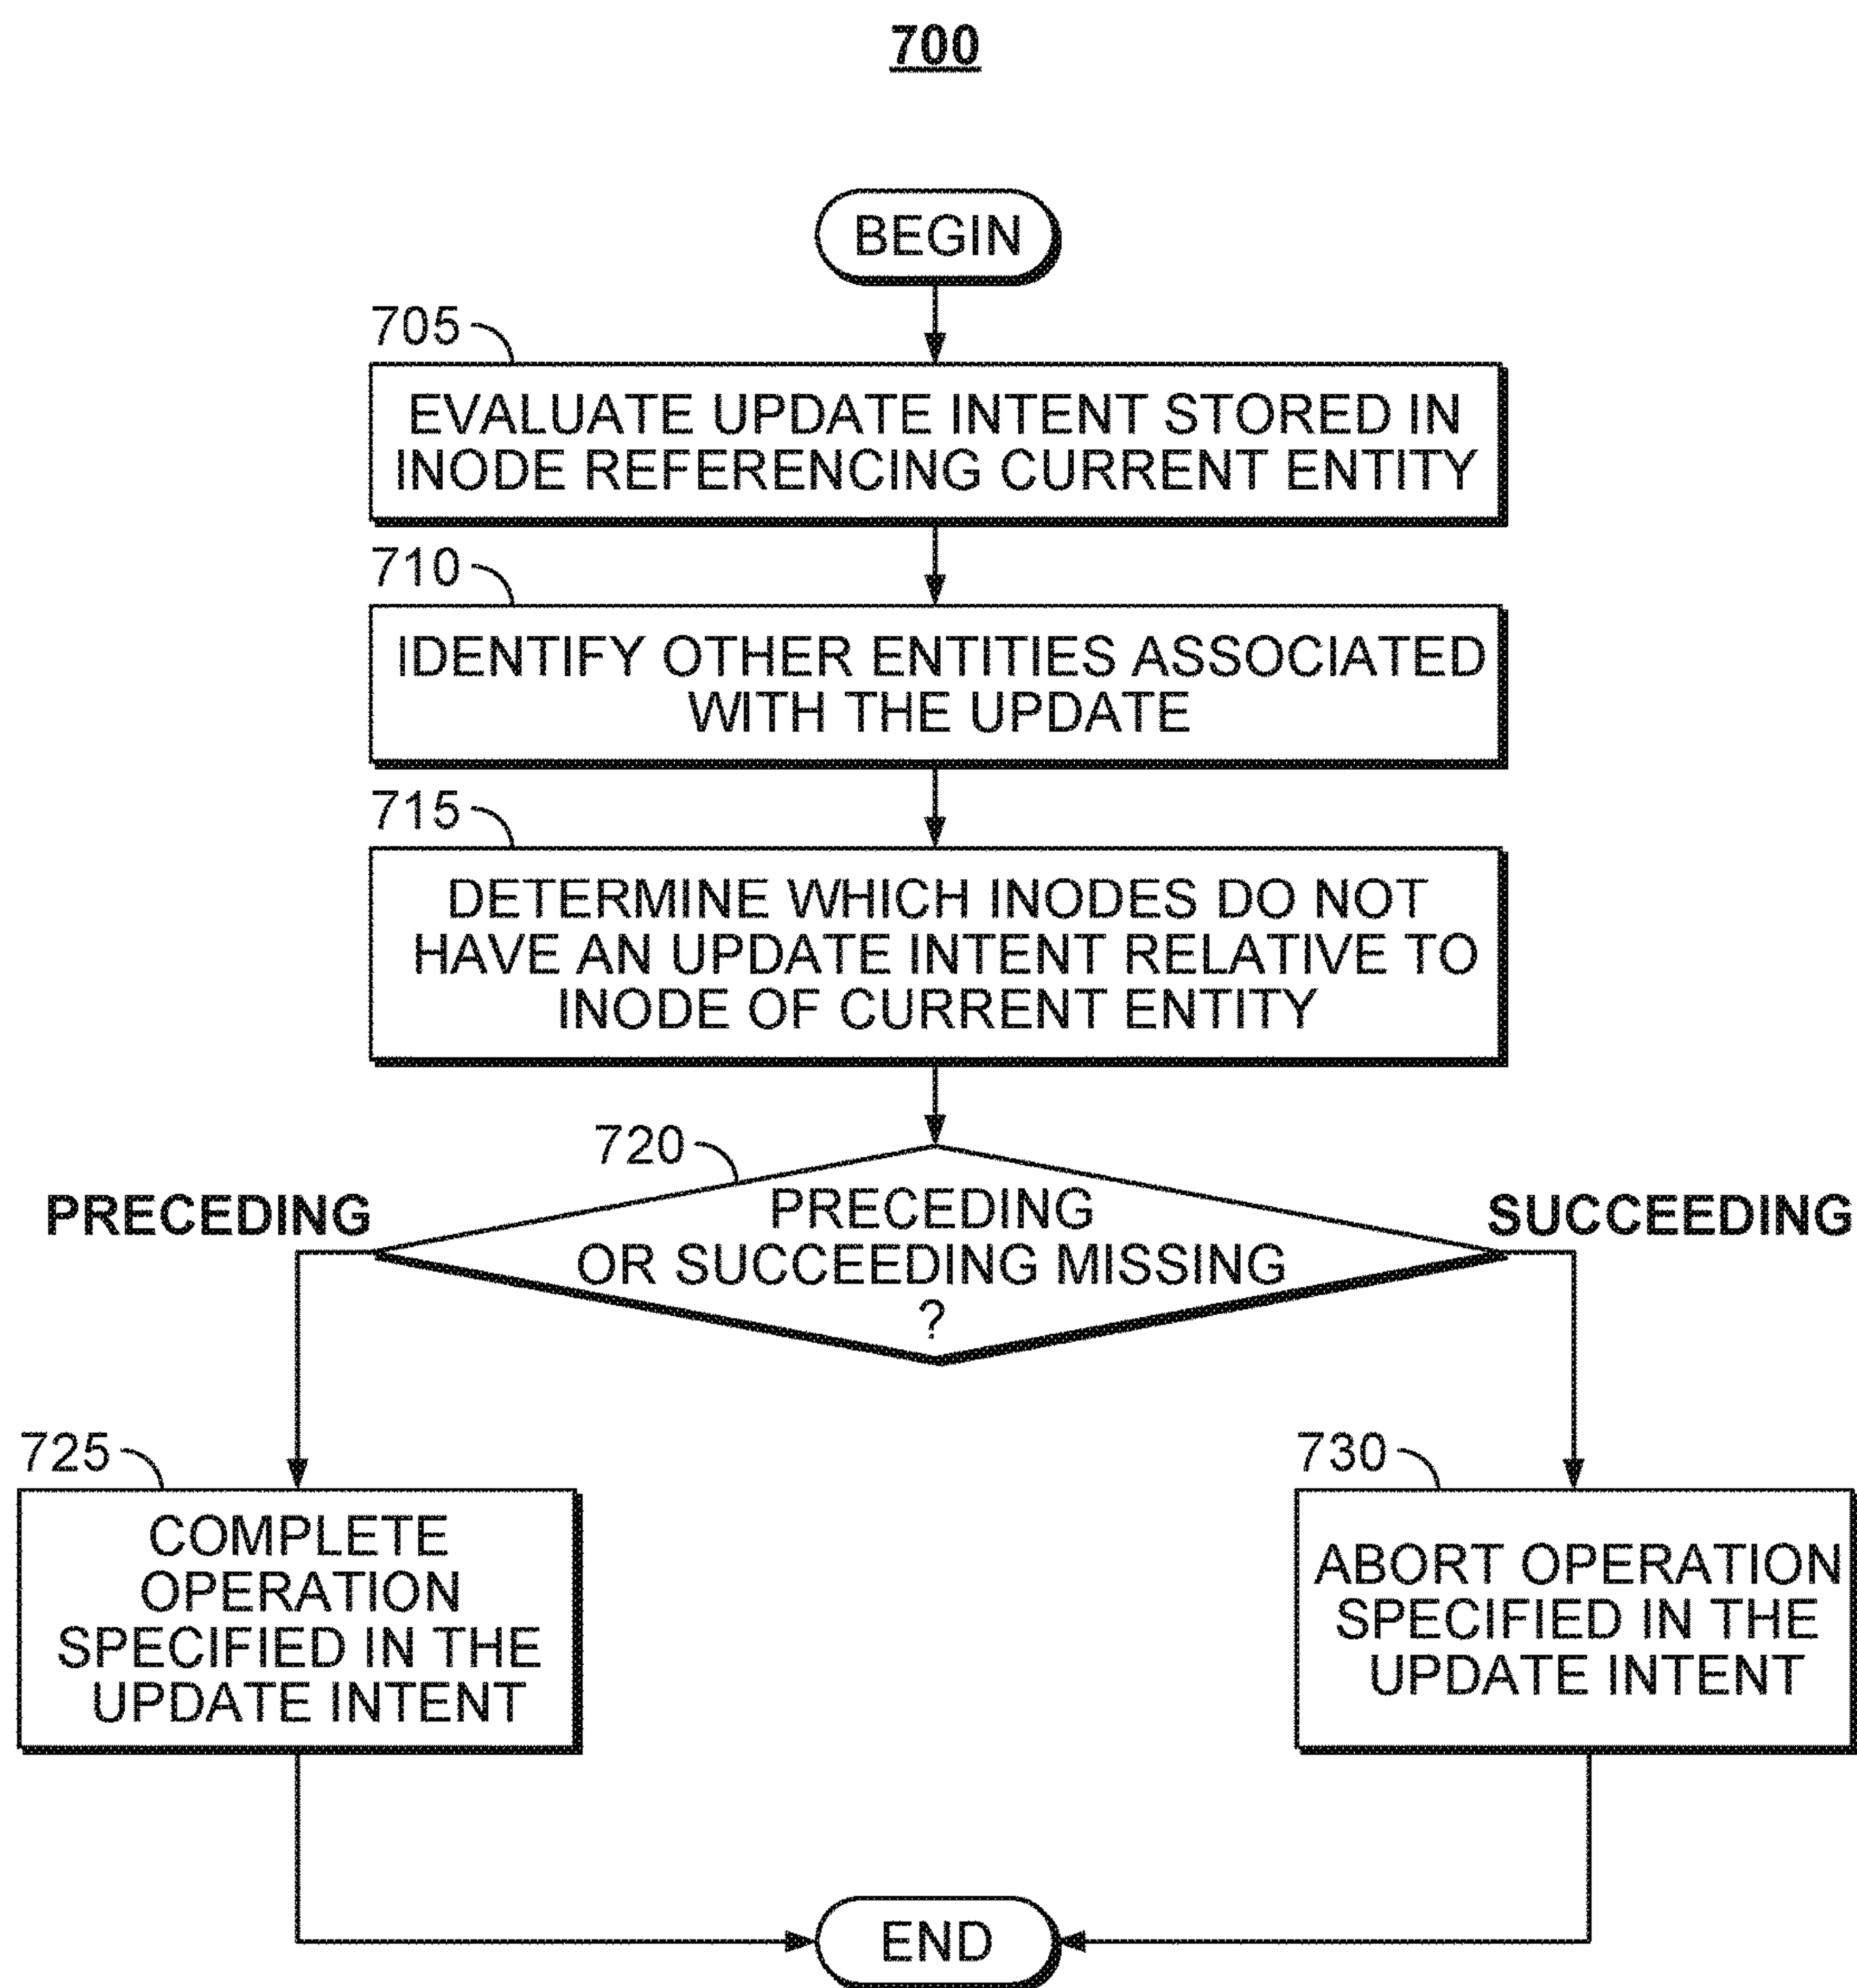 700
BEGIN
705
EVALUATE UPDATE INTENT STORED IN
INODE REFERENCING CURRENT ENTITY
710
IDENTIFY OTHER ENTITIES ASSOCIATED
WITH THE UPDATE
715
DETERMINE WHICH INODES DO NOT
HAVE AN UPDATE INTENT RELATIVE TO
INODE OF CURRENT ENTITY
720
PRECEDING
OR SUCCEEDING MISSING
?
PRECEDING
SUCCEEDING
725
COMPLETE
OPERATION
SPECIFIED IN THE
UPDATE INTENT
730
ABORT OPERATION
SPECIFIED IN THE
UPDATE INTENT
END